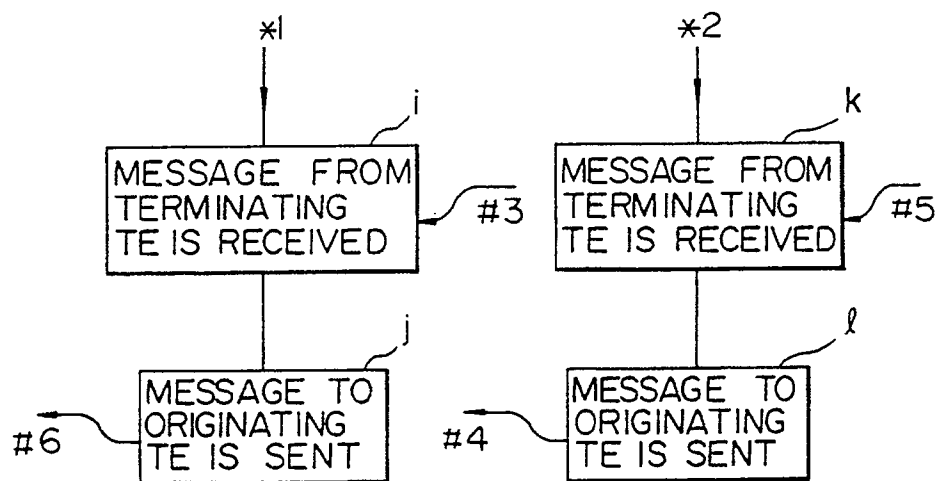 *1
i
MESSAGE FROM
TERMINATING
TE IS RECEIVED
#3
j
MESSAGE TO
ORIGINATING
TE IS SENT
#6
*2
k
MESSAGE FROM
TERMINATING
TE IS RECEIVED
#5
ℓ
MESSAGE TO
ORIGINATING
TE IS SENT
#4